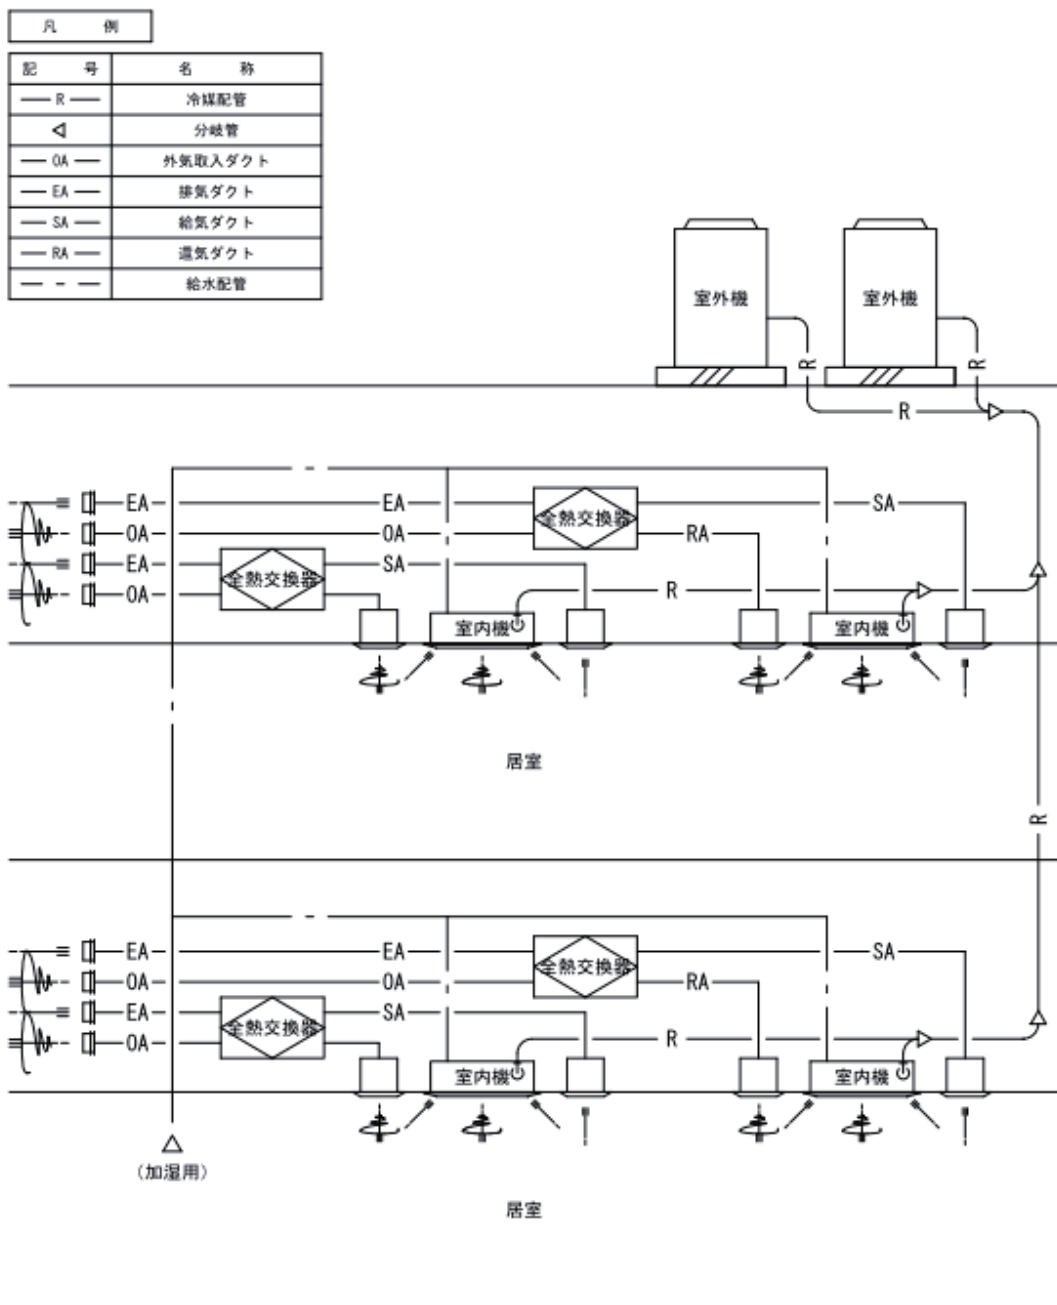 凡 例
記 号 名 称
R 冷媒配管
分岐管
OA 外気取入ダクト
EA 排気ダクト
SA 給気ダクト
RA 還気ダクト
給水配管
室外機 室外機
R R
R
EA EA 全熱交換器 SA
OA OA RA
EA 全熱交換器 SA
OA R
室内機 室内機
居室
R
EA EA 全熱交換器 SA
OA OA RA
EA 全熱交換器 SA
OA R
室内機 室内機
(加湿用)
居室